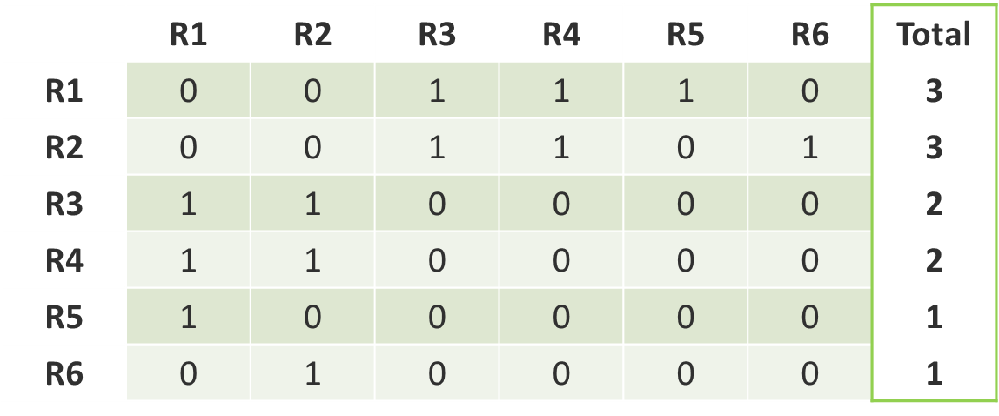 R1 R2 R3 R4 R5 R6 Total
R1 0 0 1 1 1 0 3
R2 0 0 1 1 0 1 3
R3 1 1 0 0 0 0 2
R4 1 1 0 0 0 0 2
R5 1 0 0 0 0 0 1
R6 0 1 0 0 0 0 1